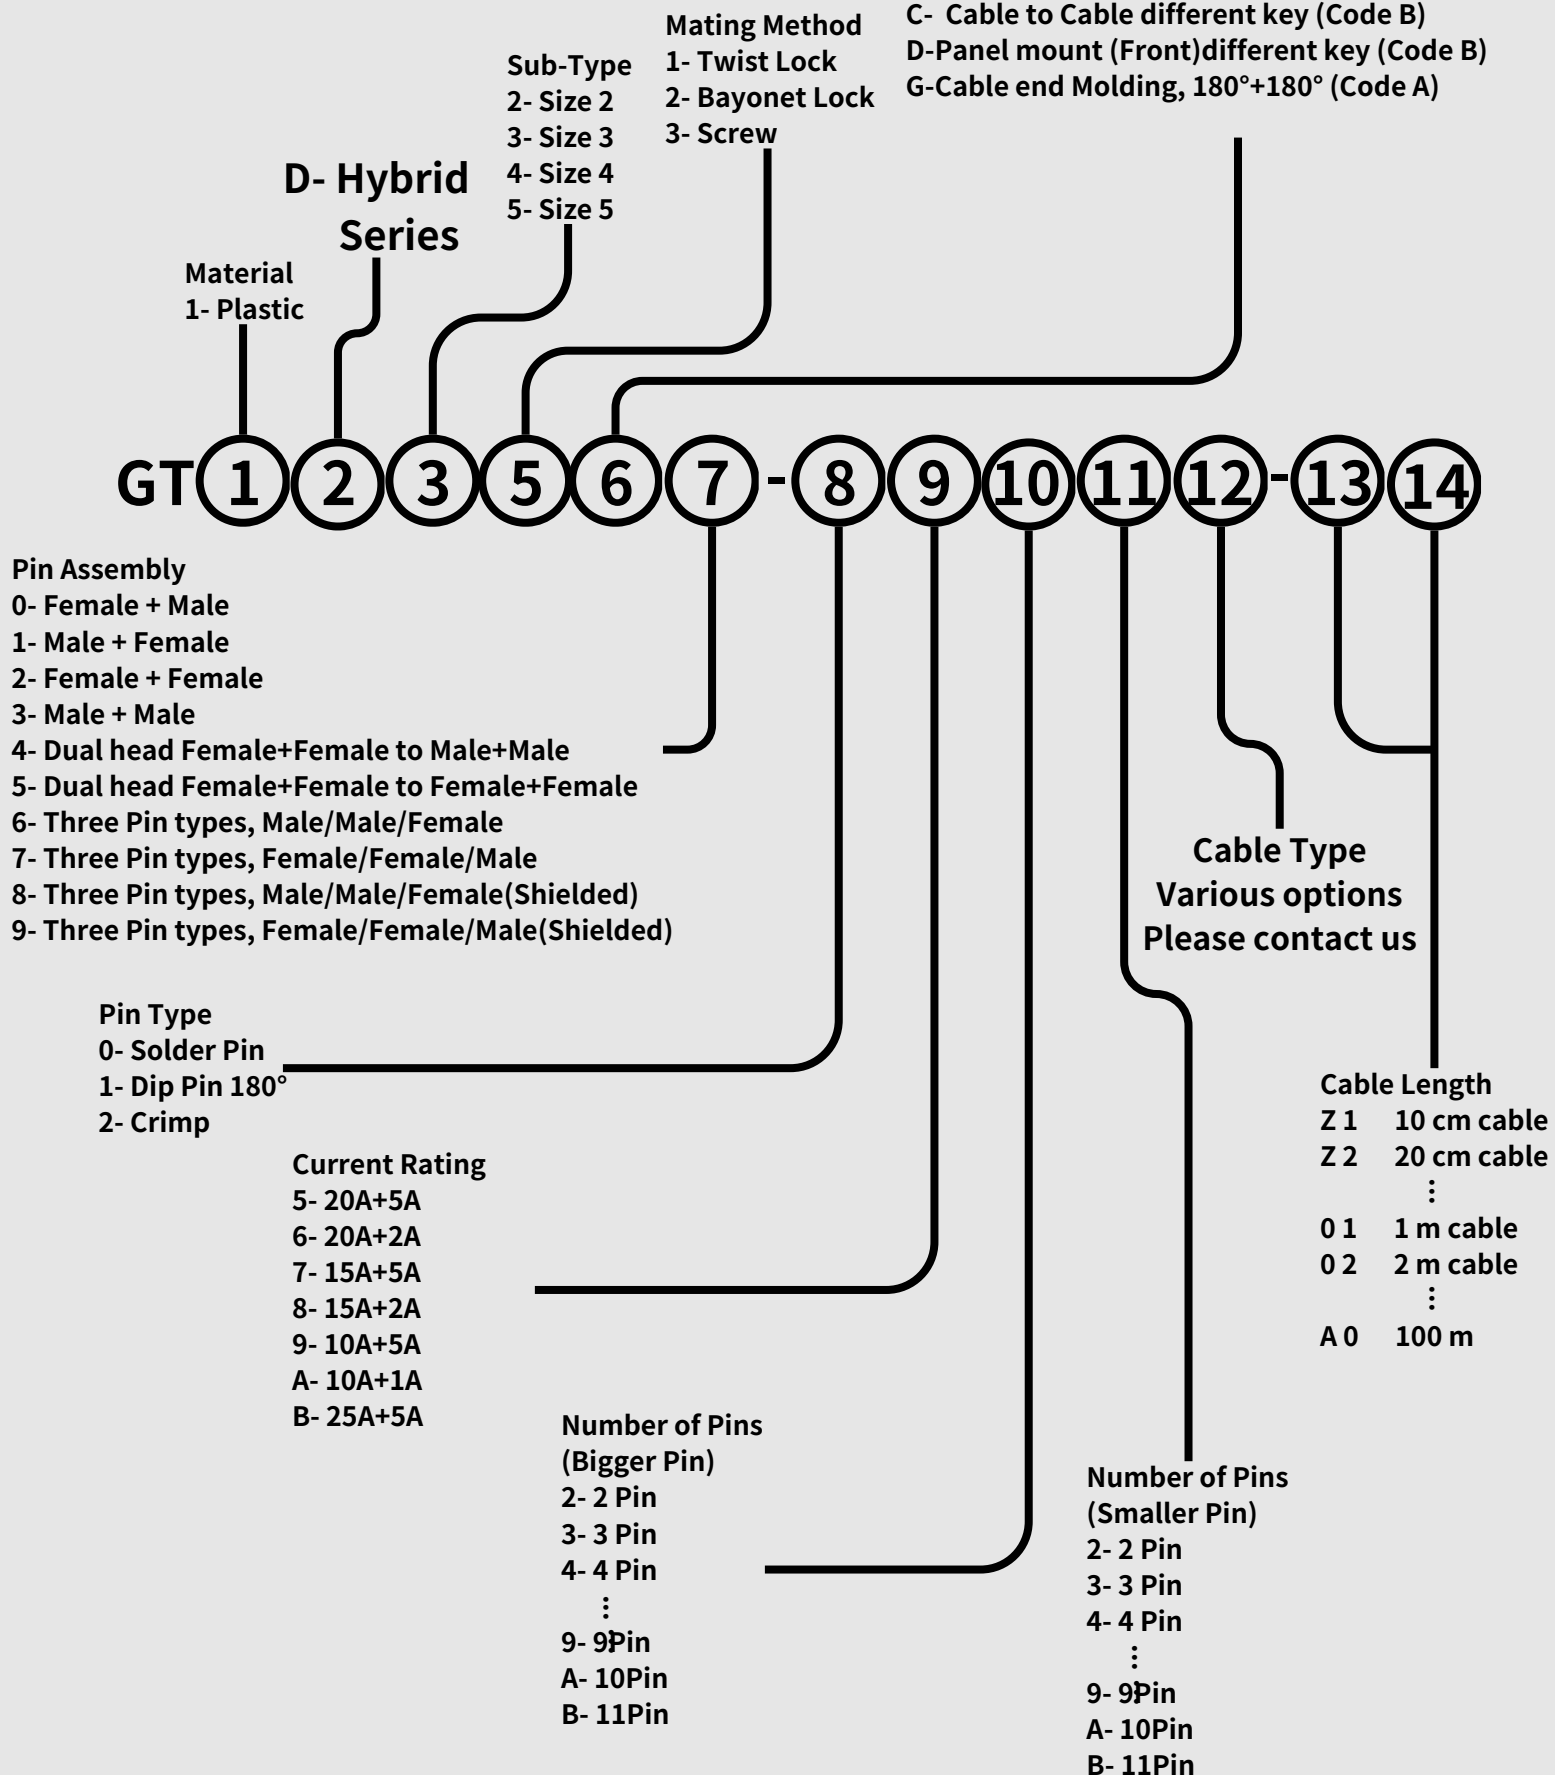 C- Cable to Cable different key (Code B)
D-Panel mount (Front)different key (Code B)
G-Cable end Molding, 180°+180° (Code A)
Mating Method
1- Twist Lock
2- Bayonet Lock
3- Screw
Sub-Type
2- Size 2
3- Size 3
4- Size 4
5- Size 5
D- Hybrid
Series
Material
1- Plastic
GT 1 2 3 5 6 7 - 8 9 10 11 12 - 13 14
Pin Assembly
0- Female + Male
1- Male + Female
2- Female + Female
3- Male + Male
4- Dual head Female+Female to Male+Male
5- Dual head Female+Female to Female+Female
6- Three Pin types, Male/Male/Female
7- Three Pin types, Female/Female/Male
8- Three Pin types, Male/Male/Female(Shielded)
9- Three Pin types, Female/Female/Male(Shielded)
Cable Type
Various options
Please contact us
Pin Type
0- Solder Pin
1- Dip Pin 180°
2- Crimp
Cable Length
Z 1 10 cm cable
Z 2 20 cm cable
⋮
0 1 1 m cable
0 2 2 m cable
⋮
A 0 100 m
Current Rating
5- 20A+5A
6- 20A+2A
7- 15A+5A
8- 15A+2A
9- 10A+5A
A- 10A+1A
B- 25A+5A
Number of Pins
(Bigger Pin)
2- 2 Pin
3- 3 Pin
4- 4 Pin
⋮
9- 9Pin
A- 10Pin
B- 11Pin
Number of Pins
(Smaller Pin)
2- 2 Pin
3- 3 Pin
4- 4 Pin
⋮
9- 9Pin
A- 10Pin
B- 11Pin